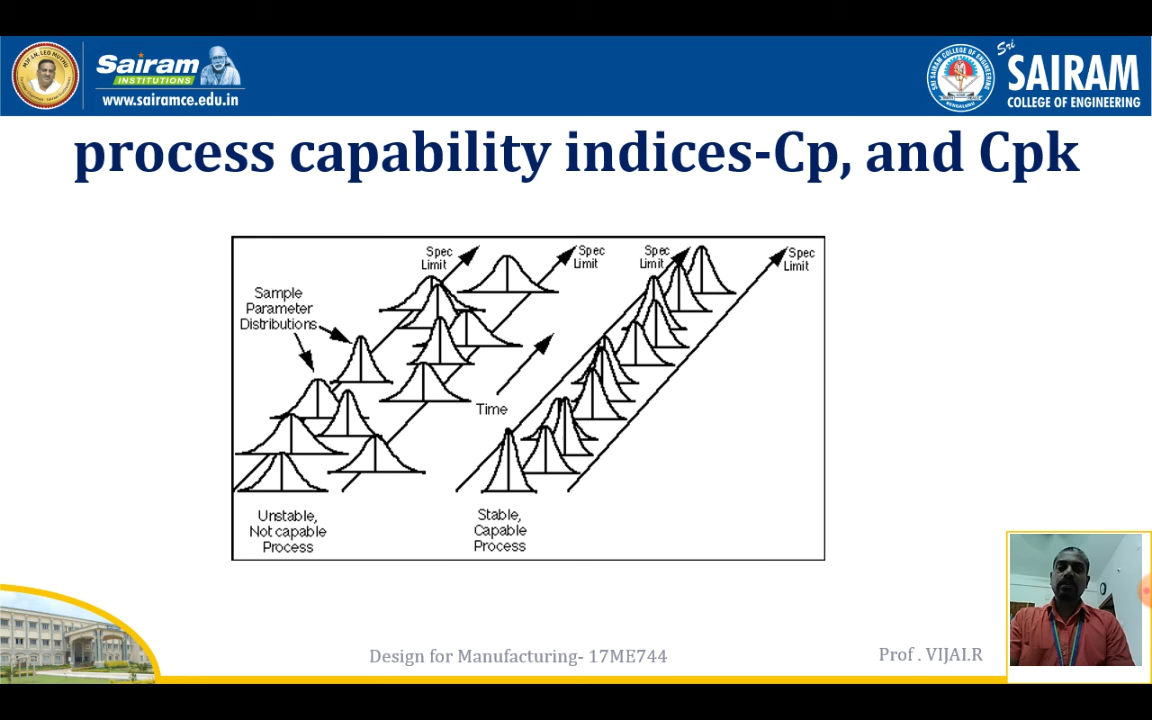 Sairam
INSTITUTIONS
www.sairamce.edu.in
Sri
SAIRAM
COLLEGE OF ENGINEERING
process capability indices-Cp, and Cpk
Spec
Limit
Spec
Limit
Spec
Limit
Spec
Limit
Sample
Parameter
Distributions
Time
Unstable,
Not capable
Process
Stable,
Capable
Process
Design for Manufacturing- 17ME744
Prof . VIJAI.R